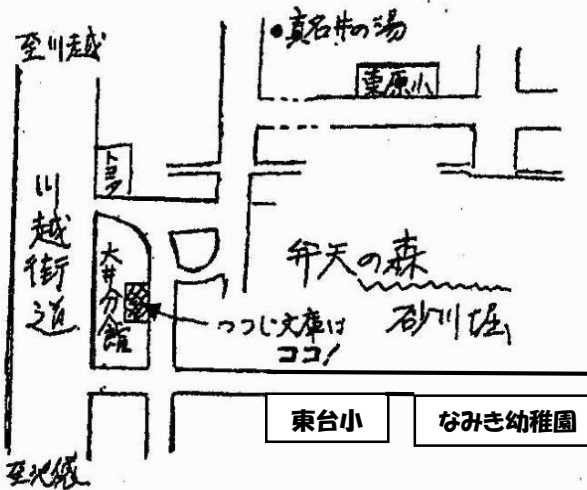 至川越
●真名井の湯
東原小
トヨタ
川越街道
大井分館
弁天の森
つつじ文庫は
ココ!
砂川堀
東台小
なみき幼稚園
至池袋